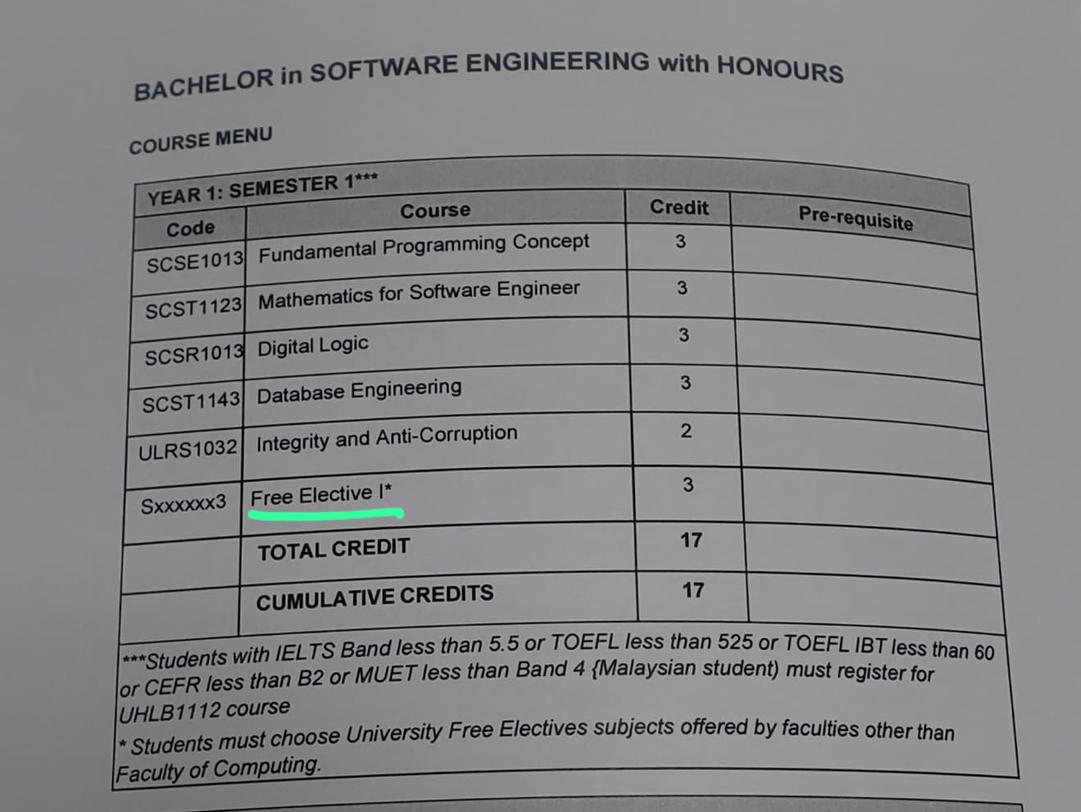 BACHELOR in SOFTWARE ENGINEERING with HONOURS
COURSE MENU
YEAR 1: SEMESTER 1***
Code Course Credit Pre-requisite
SCSE1013 Fundamental Programming Concept 3
SCST1123 Mathematics for Software Engineer 3
SCSR1013 Digital Logic 3
SCST1143 Database Engineering 3
ULRS1032 Integrity and Anti-Corruption 2
Sxxxxxx3 Free Elective I* 3
TOTAL CREDIT 17
CUMULATIVE CREDITS 17
***Students with IELTS Band less than 5.5 or TOEFL less than 525 or TOEFL IBT less than 60
or CEFR less than B2 or MUET less than Band 4 {Malaysian student) must register for
UHLB1112 course
* Students must choose University Free Electives subjects offered by faculties other than
Faculty of Computing.